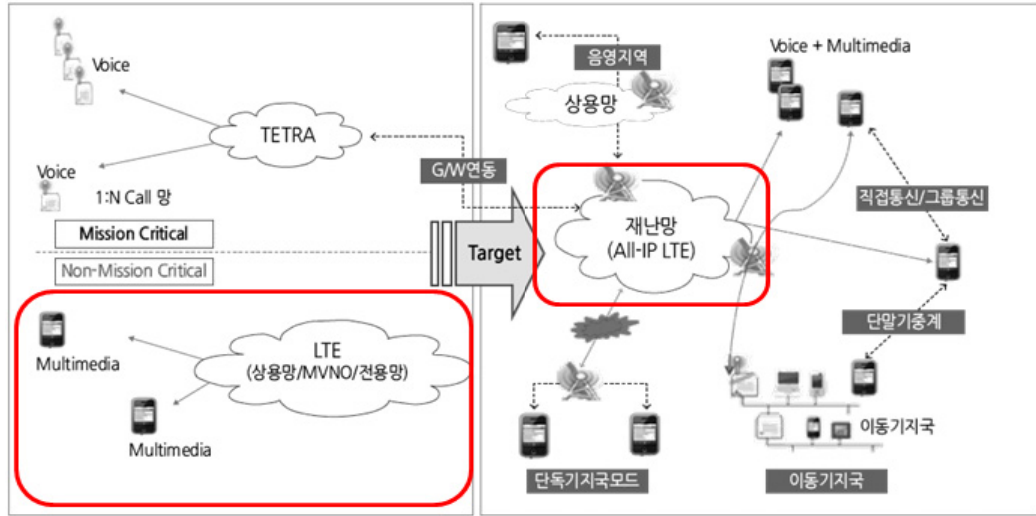 Voice
TETRA
Voice
1:N Call 망
Mission Critical
Non-Mission Critical
Multimedia
LTE
(상용망/MVNO/전용망)
Multimedia
G/W연동
Target
음영지역
상용망
Voice + Multimedia
재난망
(All-IP LTE)
직접통신/그룹통신
단말기중계
이동기지국
단독기지국모드
이동기지국